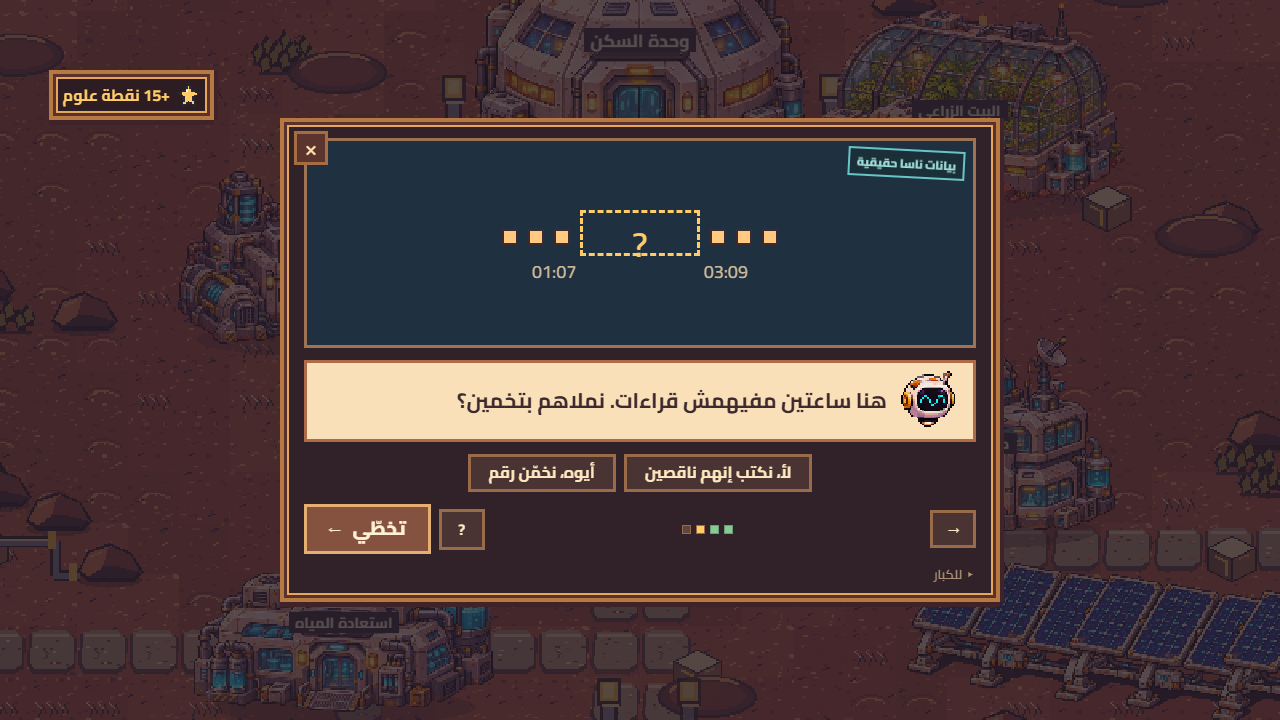 وحدة السكن
+15 نقطة علوم
البيت الزراعي
×
بيانات ناسا حقيقية
?
01:07
03:09
هنا ساعتين مفيهمش قراءات. نملاهم بتخمين؟
لأ، نكتب إنهم ناقصين
أيوه، نخمّن رقم
→
?
تخطّي ←
‣ للكبار
استعادة المياه